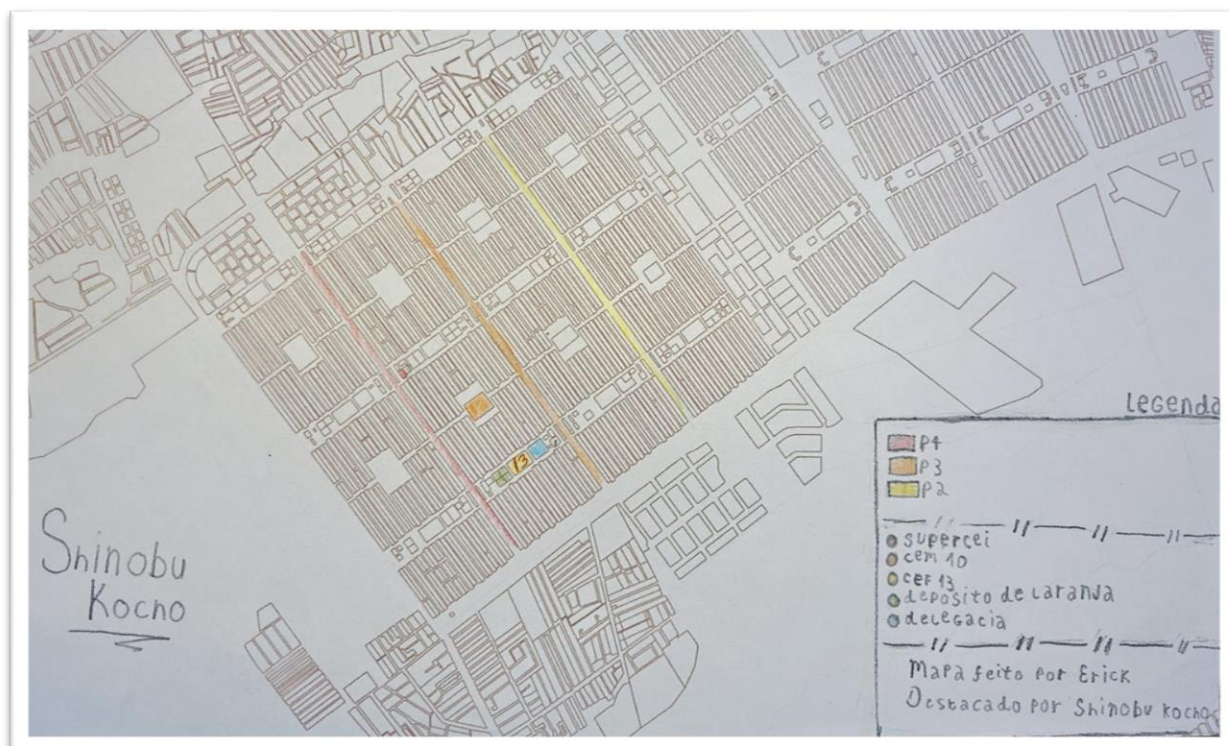 Shinobu
Kocho
13
Legenda
P4
P3
P2
supercei
cem 10
cef 13
deposito de laranja
delegacia
Mapa feito por Erick
Destacado por Shinobu kocho